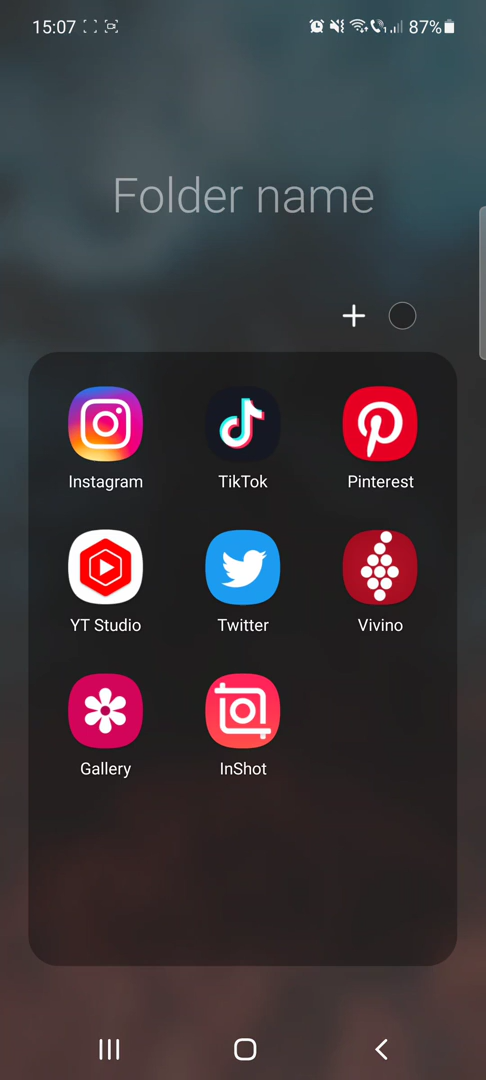 15:07 87%
Folder name
Instagram TikTok Pinterest
YT Studio Twitter Vivino
Gallery InShot